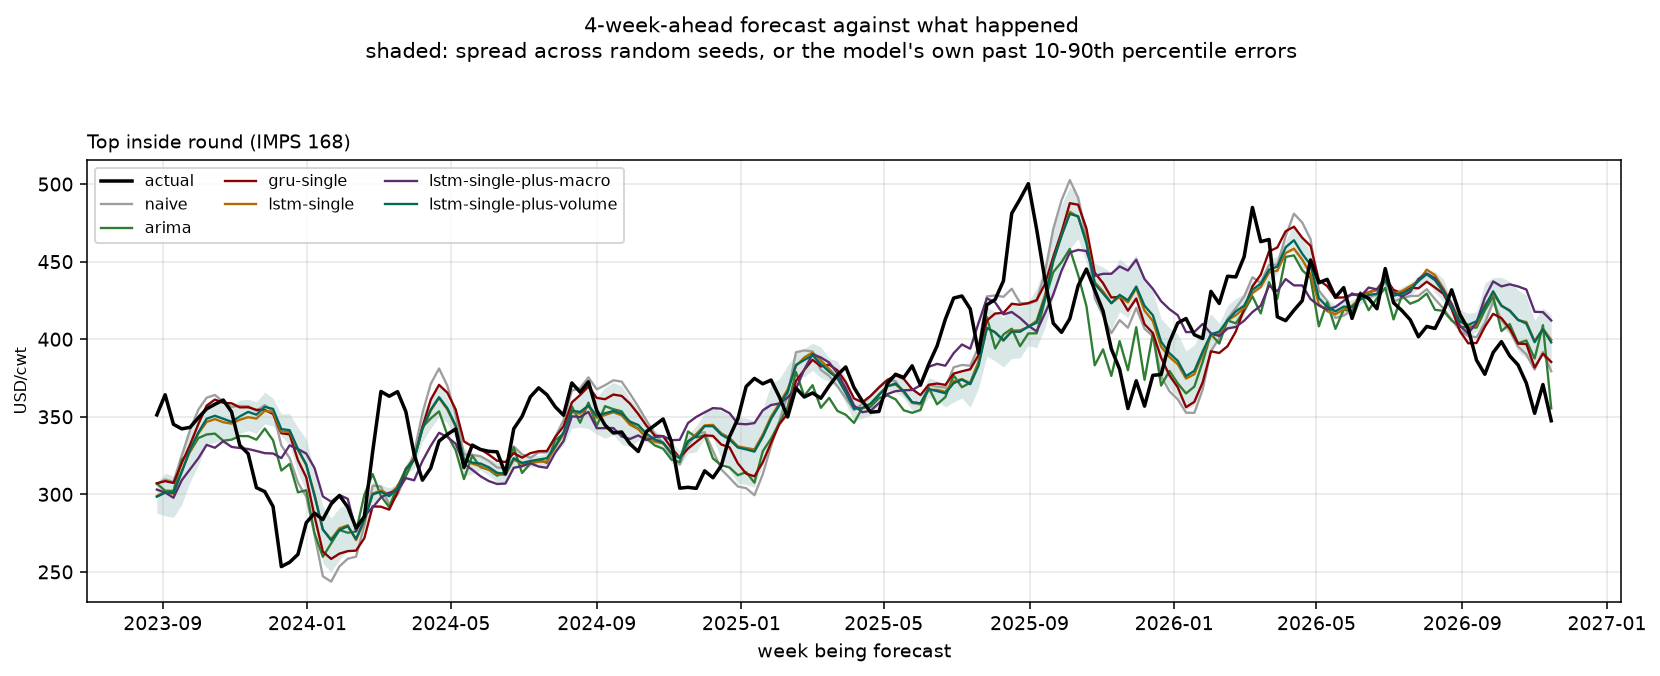 4-week-ahead forecast against what happened
shaded: spread across random seeds, or the model's own past 10-90th percentile errors
Top inside round (IMPS 168)
actual
naive
arima
gru-single
lstm-single
lstm-single-plus-macro
lstm-single-plus-volume
USD/cwt
500
450
400
350
300
250
2023-09
2024-01
2024-05
2024-09
2025-01
2025-05
2025-09
2026-01
2026-05
2026-09
2027-01
week being forecast